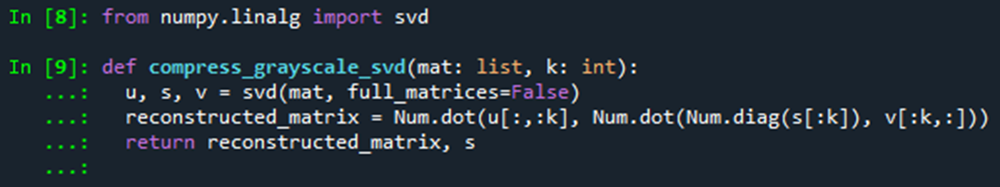 In [8]: from numpy.linalg import svd
In [9]: def compress_grayscale_svd(mat: list, k: int):
...: u, s, v = svd(mat, full_matrices=False)
...: reconstructed_matrix = Num.dot(u[:,:k], Num.dot(Num.diag(s[:k]), v[:k,:]))
...: return reconstructed_matrix, s
...: